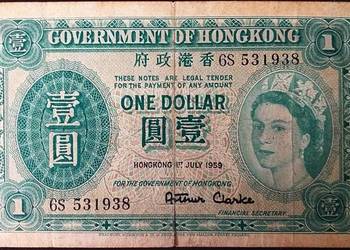 壹 GOVERNMENT OF HONGKONG 1
府政港香 6S 531938
THESE NOTES ARE LEGAL TENDER
FOR THE PAYMENT OF ANY AMOUNT
壹圓
ONE DOLLAR
圓壹
HONGKONG 1ST JULY 1959
FOR THE GOVERNMENT OF HONGKONG.
6S 531938
Arthur Clarke
FINANCIAL SECRETARY.
1 壹